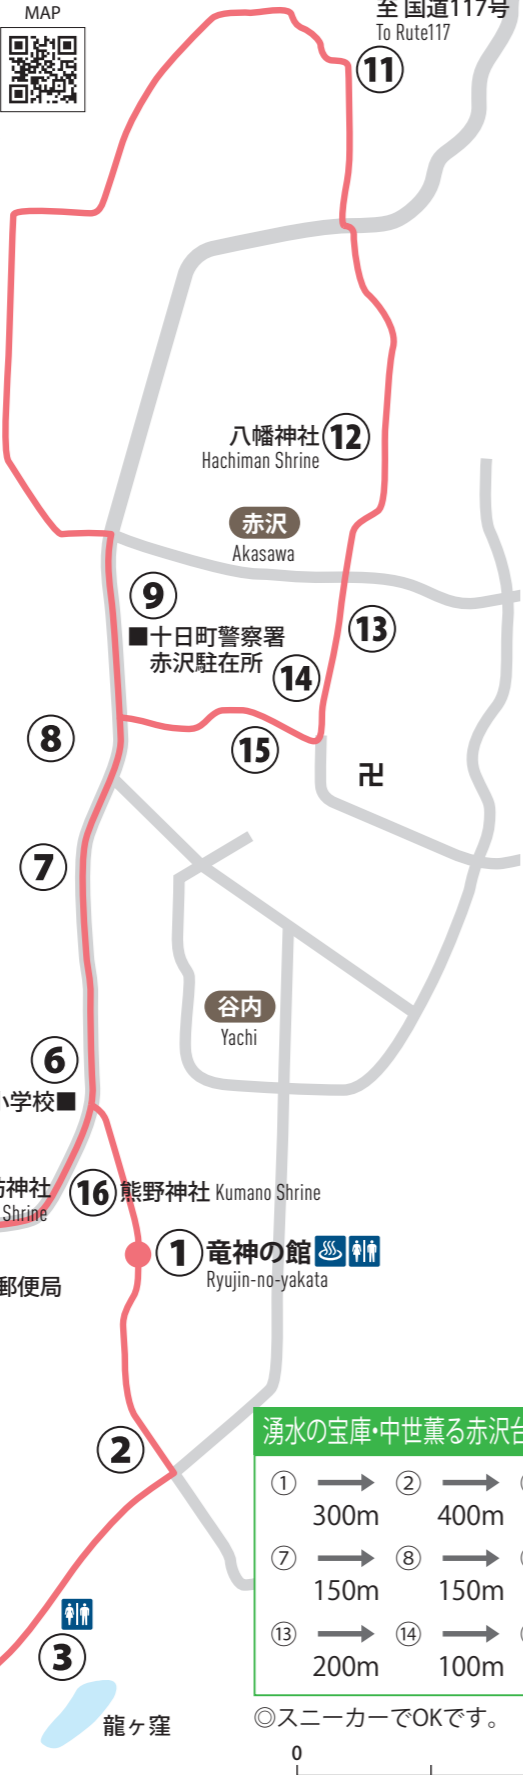 MAP
至 国道117号
To Rute117
11
八幡神社 12
Hachiman Shrine
赤沢
Akasawa
9
■十日町警察署
赤沢駐在所
13
14
8
15
卍
7
谷内
Yachi
6
小学校■
神社
Shrine
16 熊野神社 Kumano Shrine
1 竜神の館
Ryujin-no-yakata
郵便局
2
湧水の宝庫・中世薫る赤沢台
① → ② →
300m 400m
⑦ → ⑧ →
150m 150m
⑬ → ⑭ →
200m 100m
3
龍ヶ窪
◎スニーカーでOKです。
0